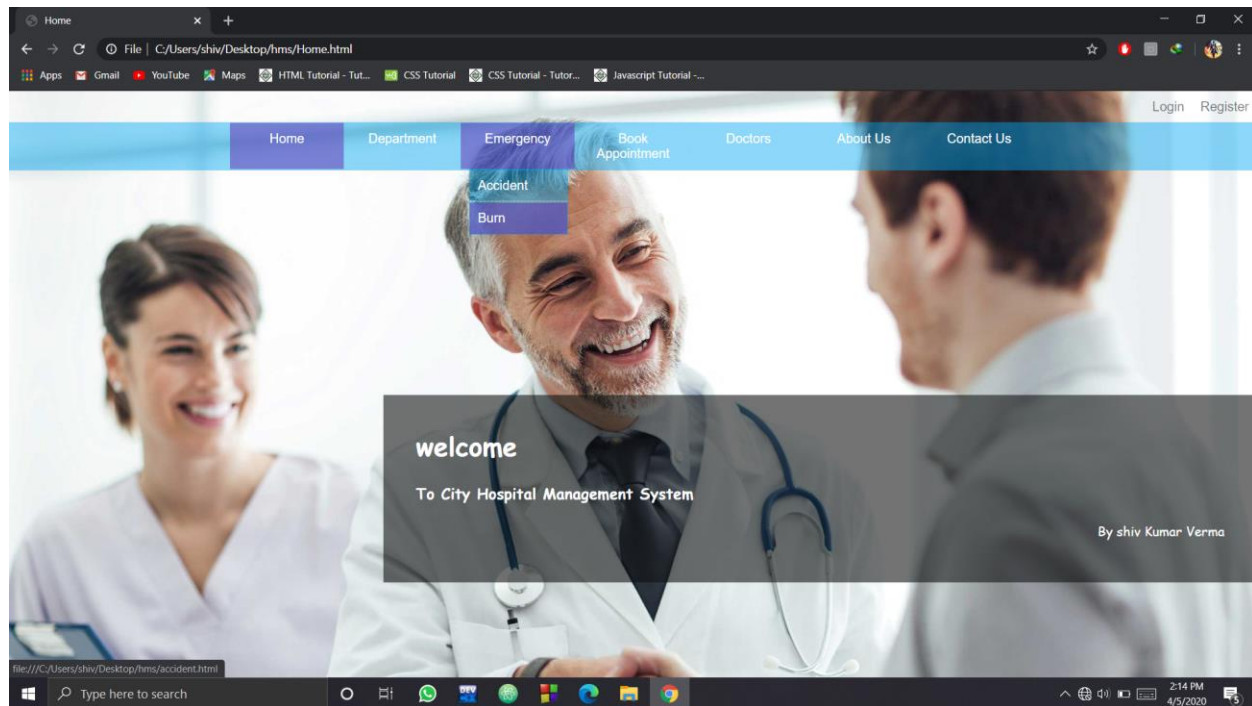 Home
File | C:/Users/shiv/Desktop/hms/Home.html
Apps Gmail YouTube Maps HTML Tutorial - Tut... CSS Tutorial CSS Tutorial - Tutor... Javascript Tutorial -...
Login Register
Home Department Emergency Book Appointment Doctors About Us Contact Us
Accident
Burn
welcome
To City Hospital Management System
By shiv Kumar Verma
file:///C:/Users/shiv/Desktop/hms/accident.html
Type here to search
DEV
2:14 PM
4/5/2020
5